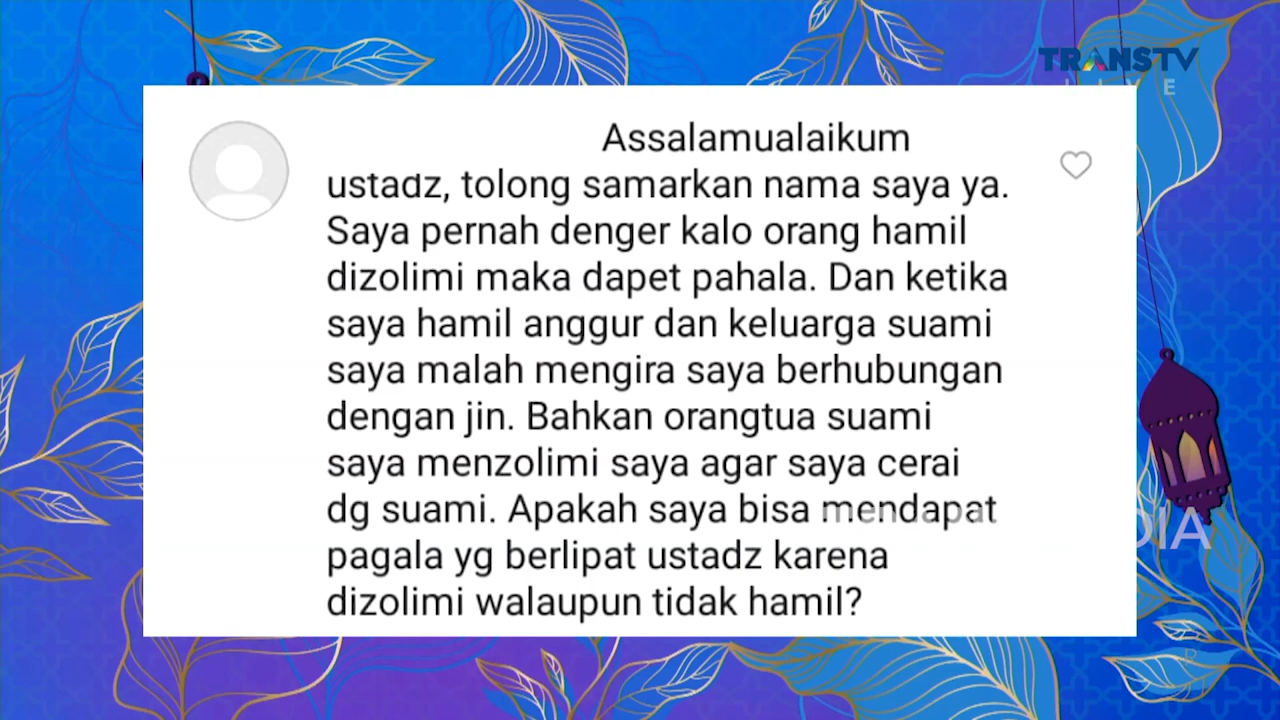 TRANSTV
LIVE
Assalamualaikum
ustadz, tolong samarkan nama saya ya.
Saya pernah denger kalo orang hamil
dizolimi maka dapet pahala. Dan ketika
saya hamil anggur dan keluarga suami
saya malah mengira saya berhubungan
dengan jin. Bahkan orangtua suami
saya menzolimi saya agar saya cerai
dg suami. Apakah saya bisa mendapat
pagala yg berlipat ustadz karena
dizolimi walaupun tidak hamil?